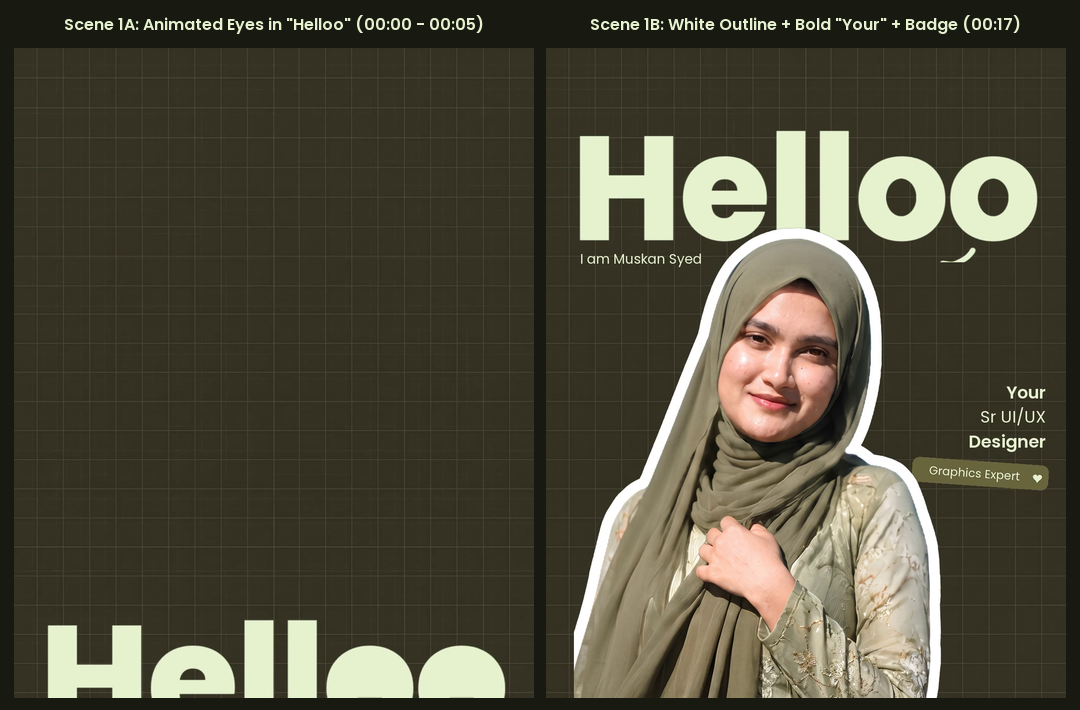 Scene 1A: Animated Eyes in "Helloo" (00:00 - 00:05)
Helloo
Scene 1B: White Outline + Bold "Your" + Badge (00:17)
Helloo
I am Muskan Syed
Your
Sr UI/UX
Designer
Graphics Expert